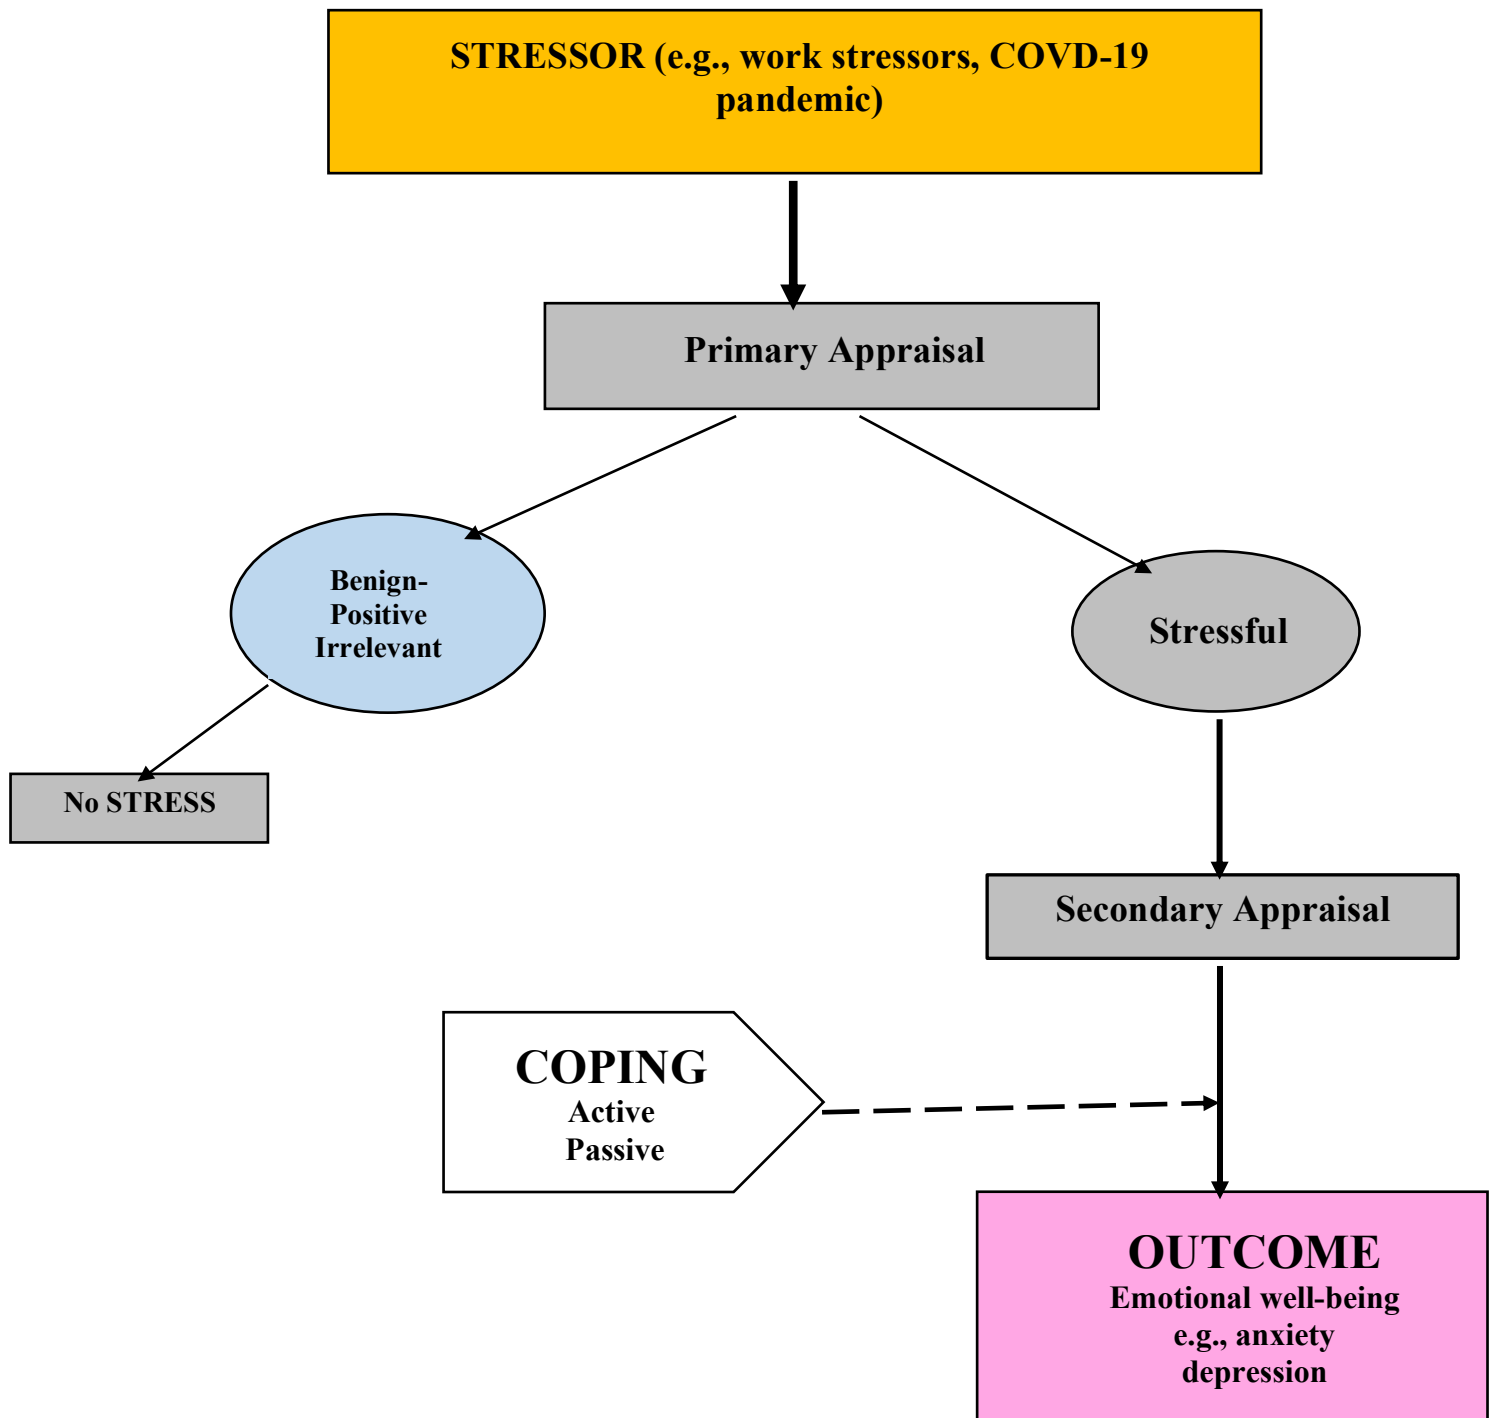 STRESSOR (e.g., work stressors, COVD-19
pandemic)
Primary Appraisal
Benign-
Positive
Irrelevant
Stressful
No STRESS
Secondary Appraisal
COPING
Active
Passive
OUTCOME
Emotional well-being
e.g., anxiety
depression